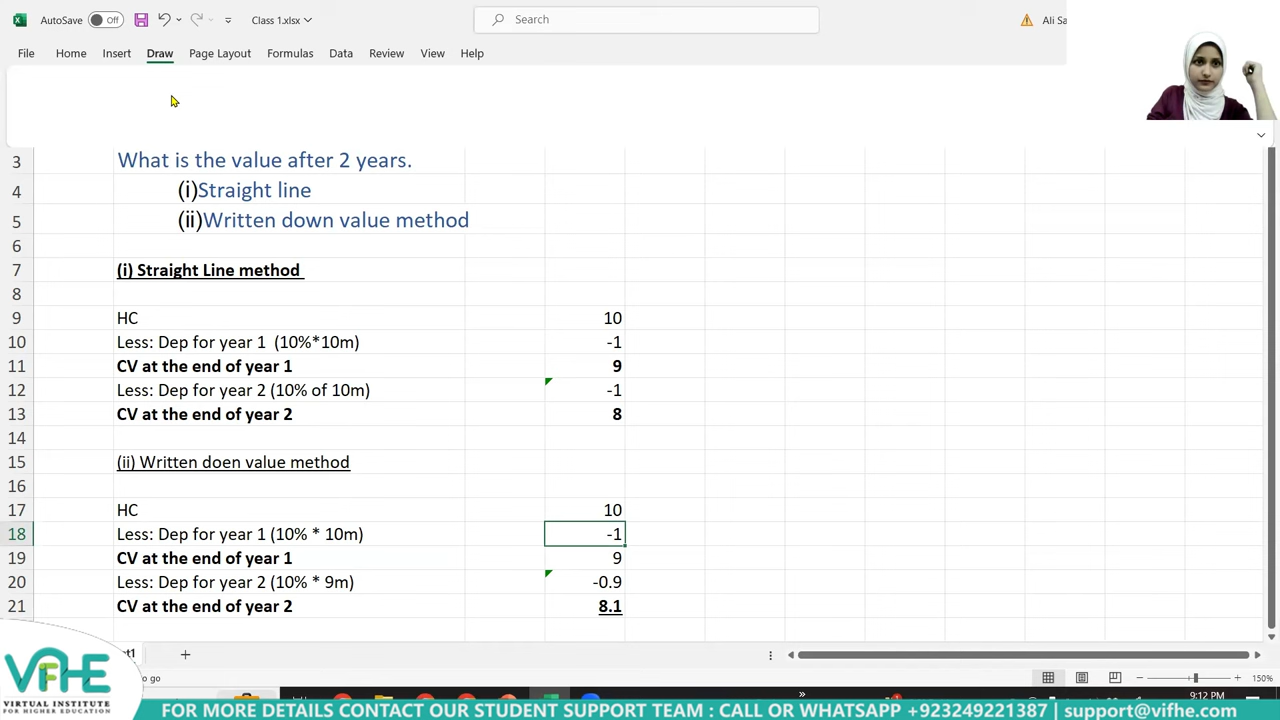 AutoSave Off Class 1.xlsx Search Ali Sa
File Home Insert Draw Page Layout Formulas Data Review View Help
3 What is the value after 2 years.
4 (i)Straight line
5 (ii)Written down value method
6
7 (i) Straight Line method
8
9 HC 10
10 Less: Dep for year 1 (10%*10m) -1
11 CV at the end of year 1 9
12 Less: Dep for year 2 (10% of 10m) -1
13 CV at the end of year 2 8
14
15 (ii) Written doen value method
16
17 HC 10
18 Less: Dep for year 1 (10% * 10m) -1
19 CV at the end of year 1 9
20 Less: Dep for year 2 (10% * 9m) -0.9
21 CV at the end of year 2 8.1
150%
9:12 PM
VFHE
VIRTUAL INSTITUTE
FOR HIGHER EDUCATION
FOR MORE DETAILS CONTACT OUR STUDENT SUPPORT TEAM : CALL OR WHATSAPP +923249221387 | support@vifhe.com